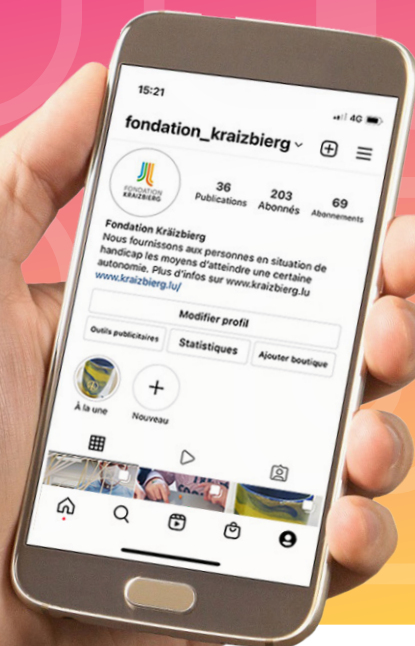 15:21
4G
fondation_kraizbierg
FONDATION
KRÄIZBIERG
36
Publications
203
Abonnés
69
Abonnements
Fondation Kräizbierg
Nous fournissons aux personnes en situation de
handicap les moyens d'atteindre une certaine
autonomie. Plus d'infos sur www.kraizbierg.lu
www.kraizbierg.lu/
Modifier profil
Outils publicitaires
Statistiques
Ajouter boutique
À la une
Nouveau